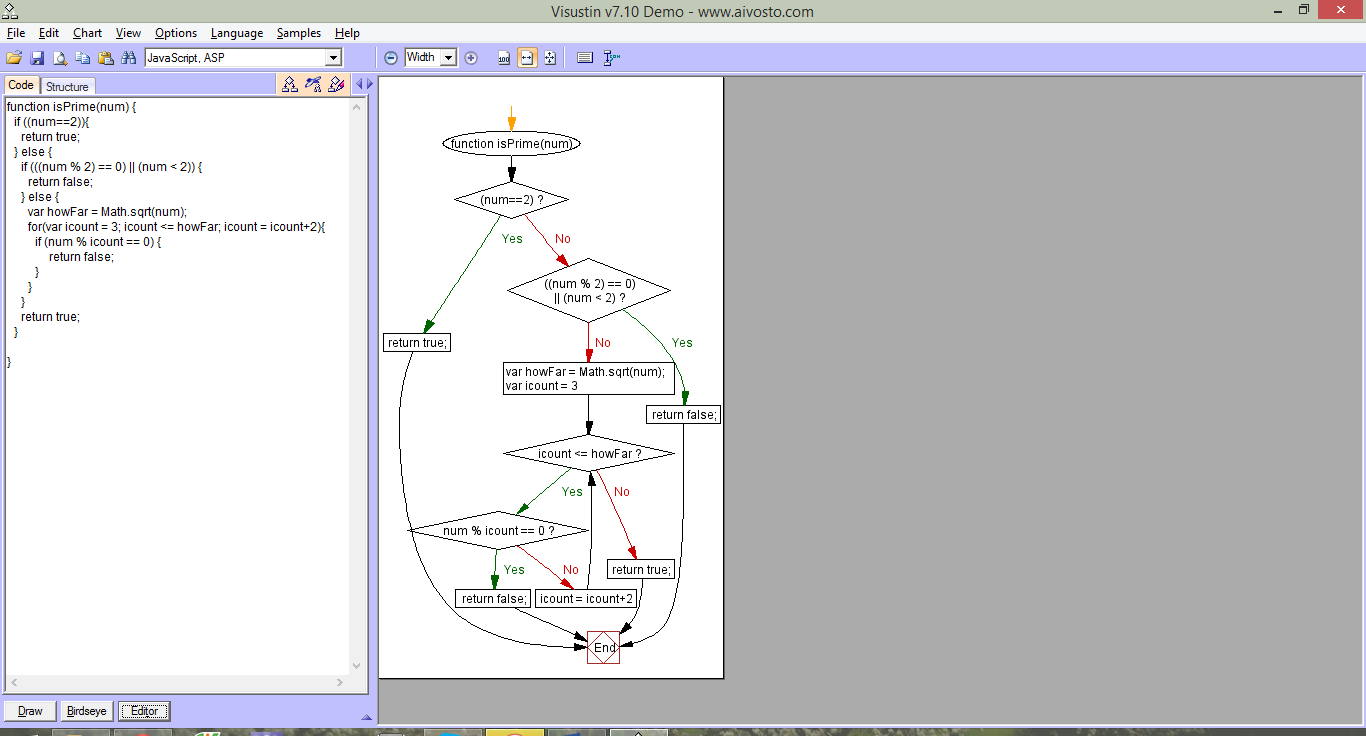 Visustin v7.10 Demo - www.aivosto.com
File Edit Chart View Options Language Samples Help
JavaScript, ASP
Width
100
Code
Structure
function isPrime(num) {
if ((num==2)){
return true;
} else {
if (((num % 2) == 0) || (num < 2)) {
return false;
} else {
var howFar = Math.sqrt(num);
for(var icount = 3; icount <= howFar; icount = icount+2){
if (num % icount == 0) {
return false;
}
}
}
return true;
}
}
Draw
Birdseye
Editor
function isPrime(num)
(num==2) ?
Yes
No
((num % 2) == 0)
|| (num < 2) ?
return true;
No
Yes
var howFar = Math.sqrt(num);
var icount = 3
return false;
icount <= howFar ?
Yes
No
num % icount == 0 ?
Yes
No
return true;
return false;
icount = icount+2
End